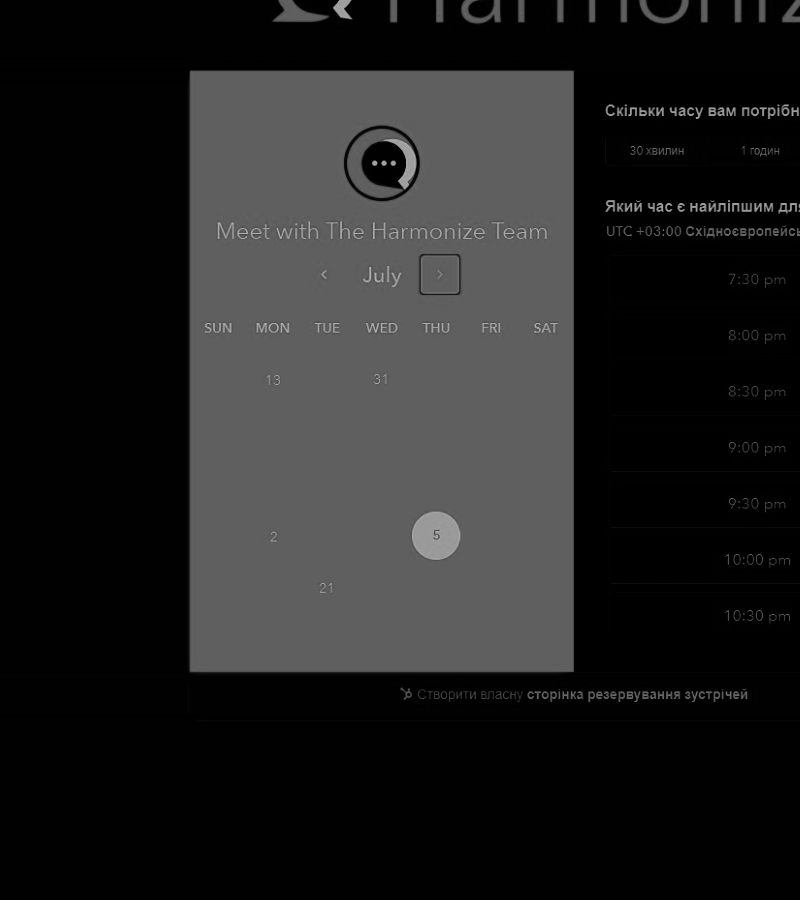 Harmoniz
Meet with The Harmonize Team
July
SUN MON TUE WED THU FRI SAT
13 31
2 5
21
Скільки часу вам потрібн
30 хвилин 1 годин
Який час є найліпшим для
UTC +03:00 Східноєвропейсь
7:30 pm
8:00 pm
8:30 pm
9:00 pm
9:30 pm
10:00 pm
10:30 pm
Створити власну сторінка резервування зустрічей